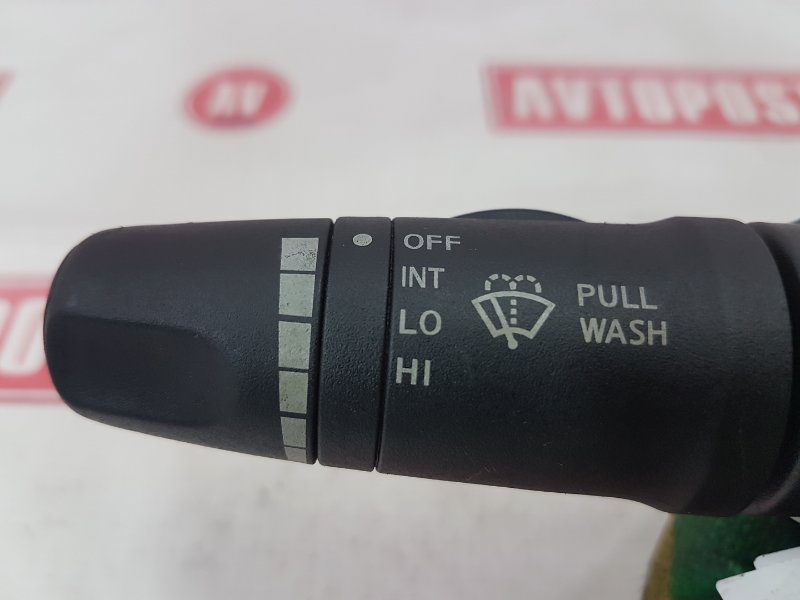 AV
AVTOPOST
OFF
INT
LO
HI
PULL
WASH